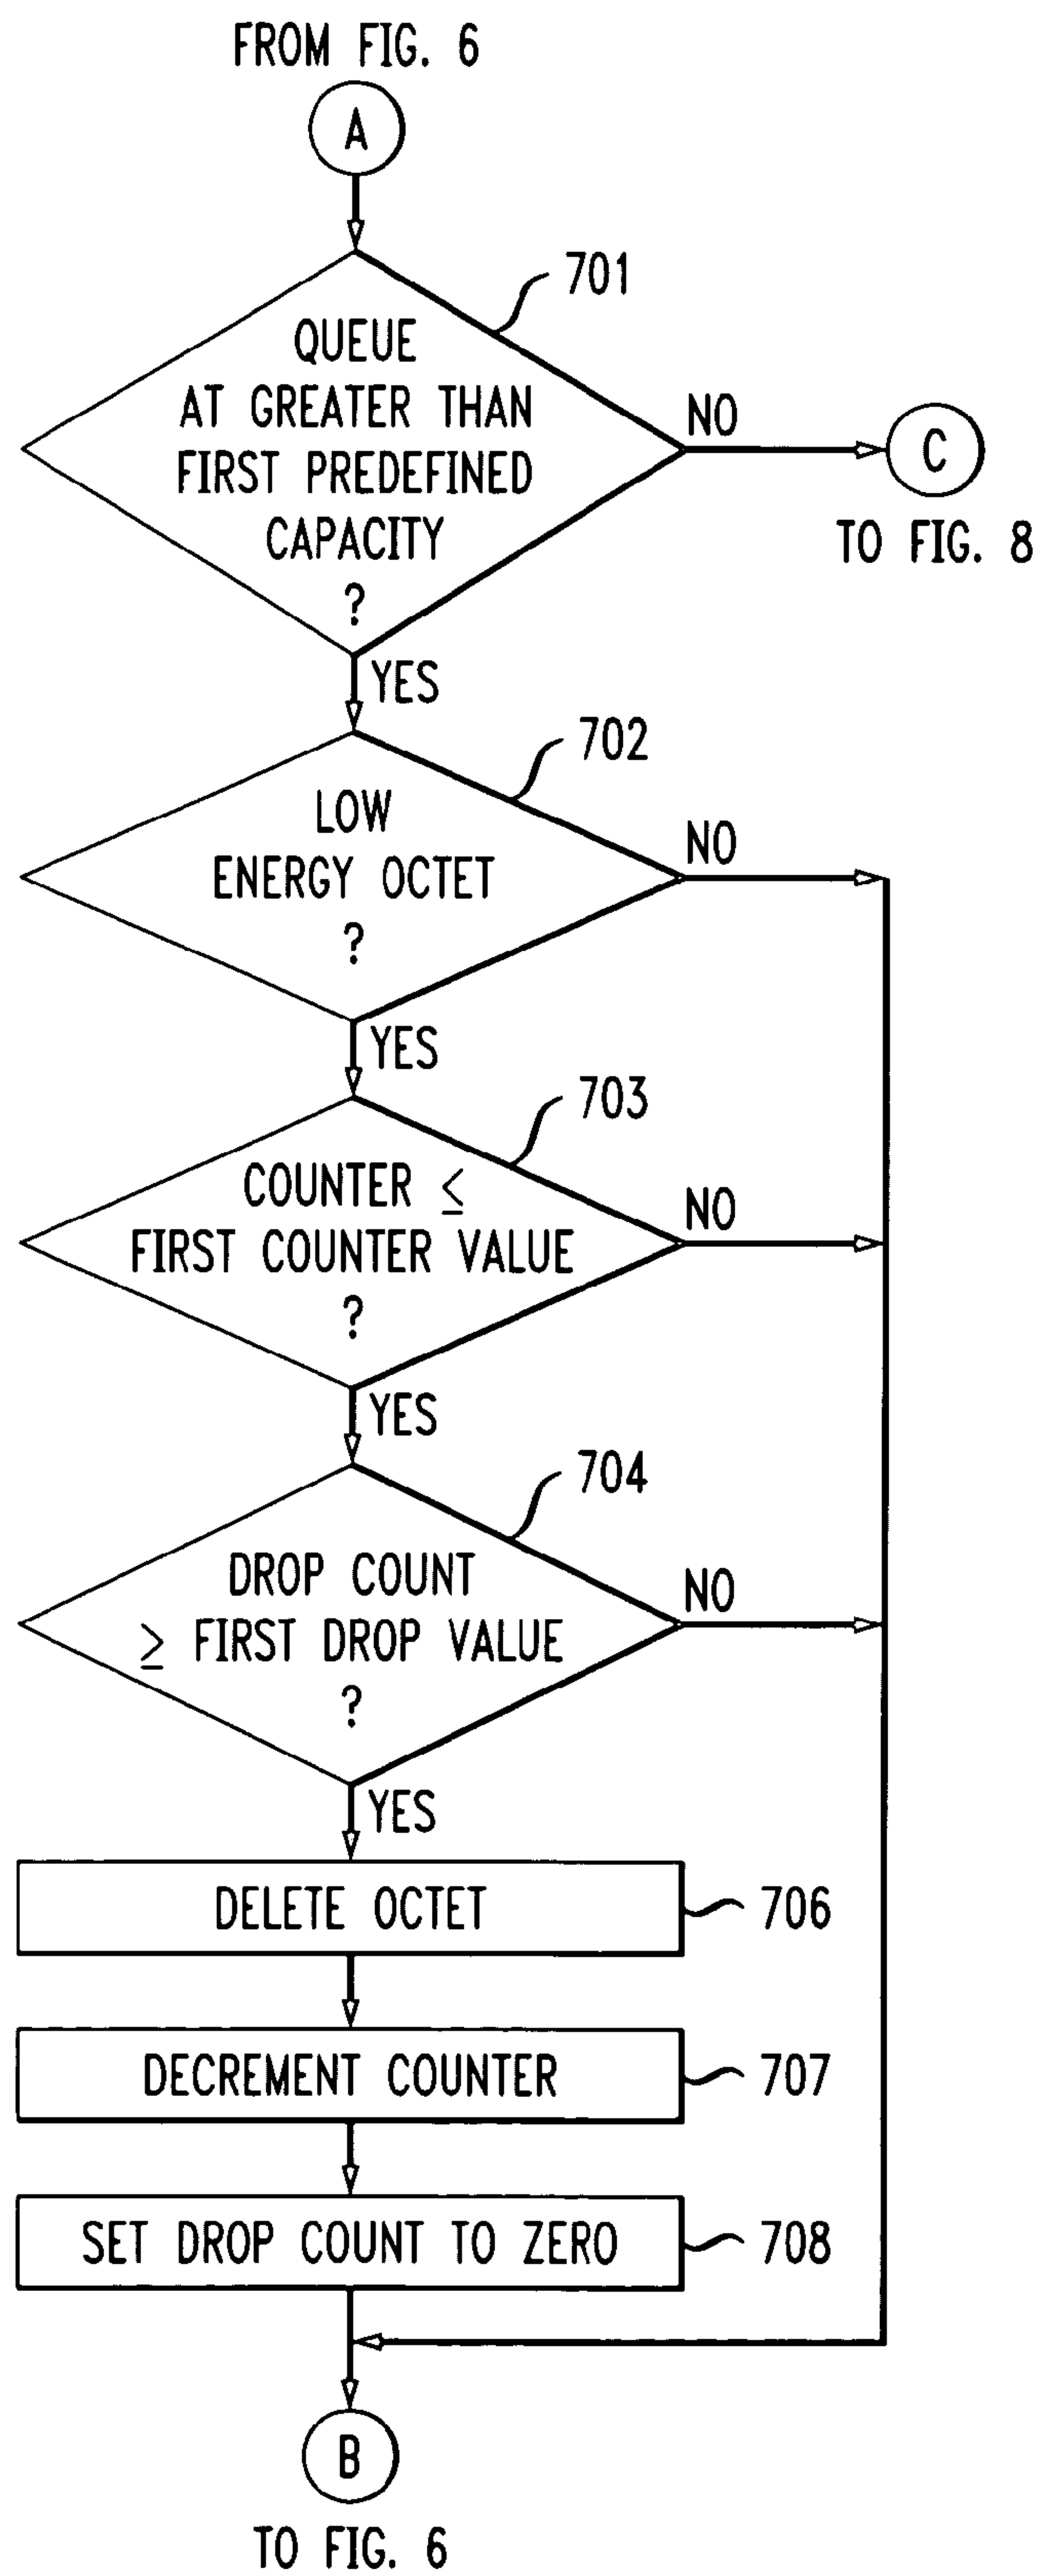 FROM FIG. 6
A
701
QUEUE
AT GREATER THAN
FIRST PREDEFINED
CAPACITY
?
NO
C
TO FIG. 8
YES
702
LOW
ENERGY OCTET
?
NO
YES
703
COUNTER ≤
FIRST COUNTER VALUE
?
NO
YES
704
DROP COUNT
≥ FIRST DROP VALUE
?
NO
YES
DELETE OCTET
706
DECREMENT COUNTER
707
SET DROP COUNT TO ZERO
708
B
TO FIG. 6